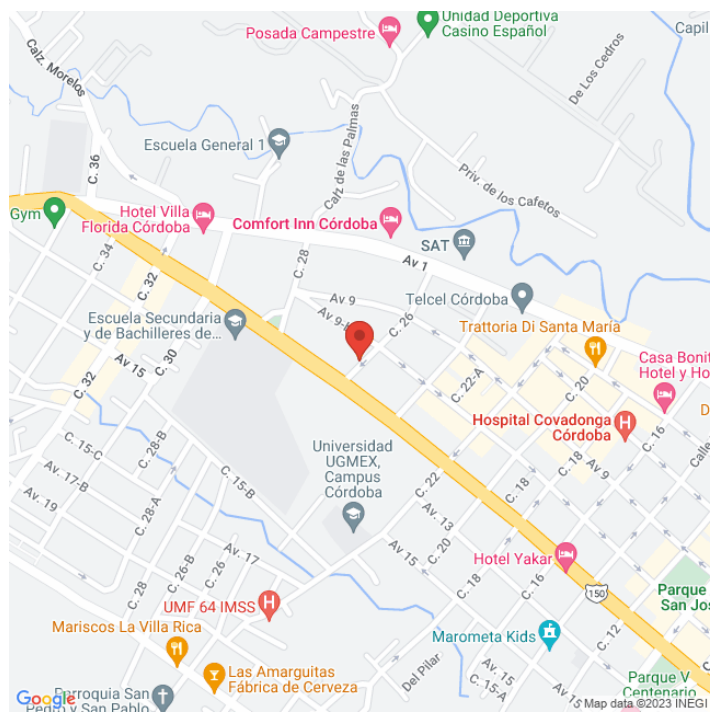 Unidad Deportiva
Casino Español
Posada Campestre
Capil
Calz. Morelos
De Los Cedros
Escuela General 1
Calz de las Palmas
Priv. de los Cafetos
C. 36
Gym
Hotel Villa
Florida Córdoba
Comfort Inn Córdoba
SAT
Av 1
C. 34
C. 32
C. 28
Av 9
Telcel Córdoba
Escuela Secundaria
y de Bachilleres de...
C. 26
Trattoria Di Santa María
C. 30
Av 15
C. 32
Casa Bonit
Hotel y Ho
C. 22-A
C. 20
D
Hospital Covadonga
Córdoba
C. 16
Calle
C. 15-C
C. 28-B
Universidad
UGMEX,
Campus
Córdoba
C. 18
Av 9
Av. 17-B
C. 22
C. 18
Av. 19
C. 28-A
C. 15-B
Av. 13
Av 15
C. 20
Av. 17
C. 26-B
C. 26
C. 28
Hotel Yakar
C. 18
C. 16
150
Parque
San Jos
UMF 64 IMSS
Mariscos La Villa Rica
Marometa Kids
C. 12
Las Amarguitas
Fábrica de Cerveza
Del Pilar
Av. 15
C. 15-A
Parque V
Centenario
Parroquia San
Pedro y San Pablo
Google
Map data ©2023 INEGI